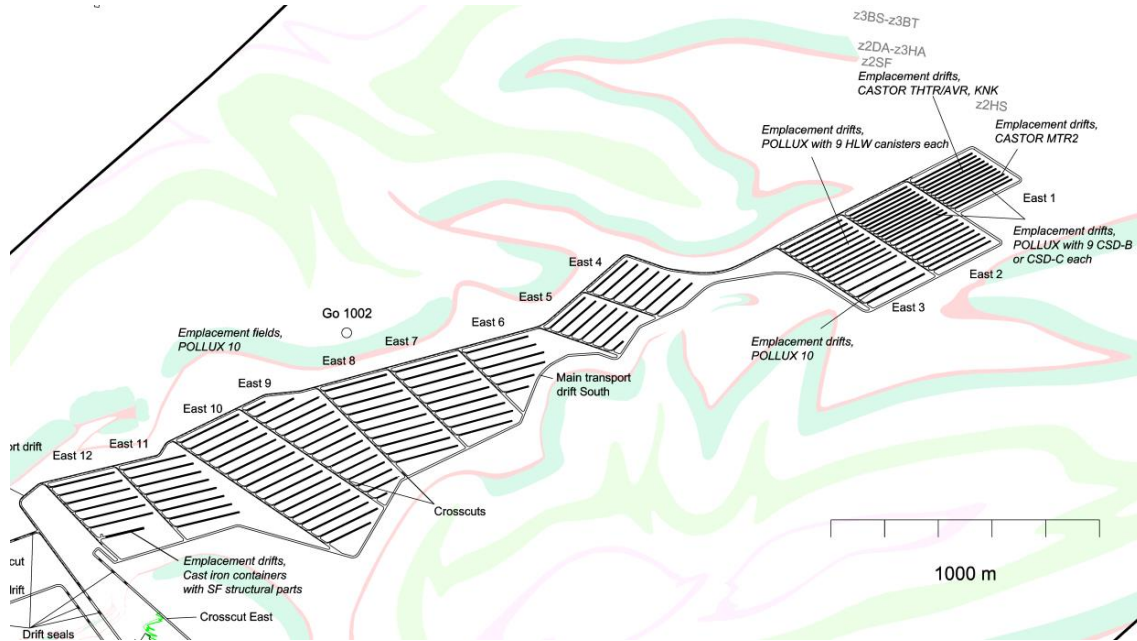 z3BS-z3BT
z2DA-z3HA
z2SF
Emplacement drifts,
CASTOR THTR/AVR, KNK
z2HS
Emplacement drifts,
POLLUX with 9 HLW canisters each
Emplacement drifts,
CASTOR MTR2
East 1
Emplacement drifts,
POLLUX with 9 CSD-B
or CSD-C each
East 2
East 3
East 4
East 5
Go 1002
East 6
Emplacement fields,
POLLUX 10
East 7
East 8
Emplacement drifts,
POLLUX 10
Main transport
drift South
East 9
East 10
East 11
East 12
ort drift
Crosscuts
1000 m
Emplacement drifts,
Cast iron containers
with SF structural parts
cut
drift
Crosscut East
Drift seals